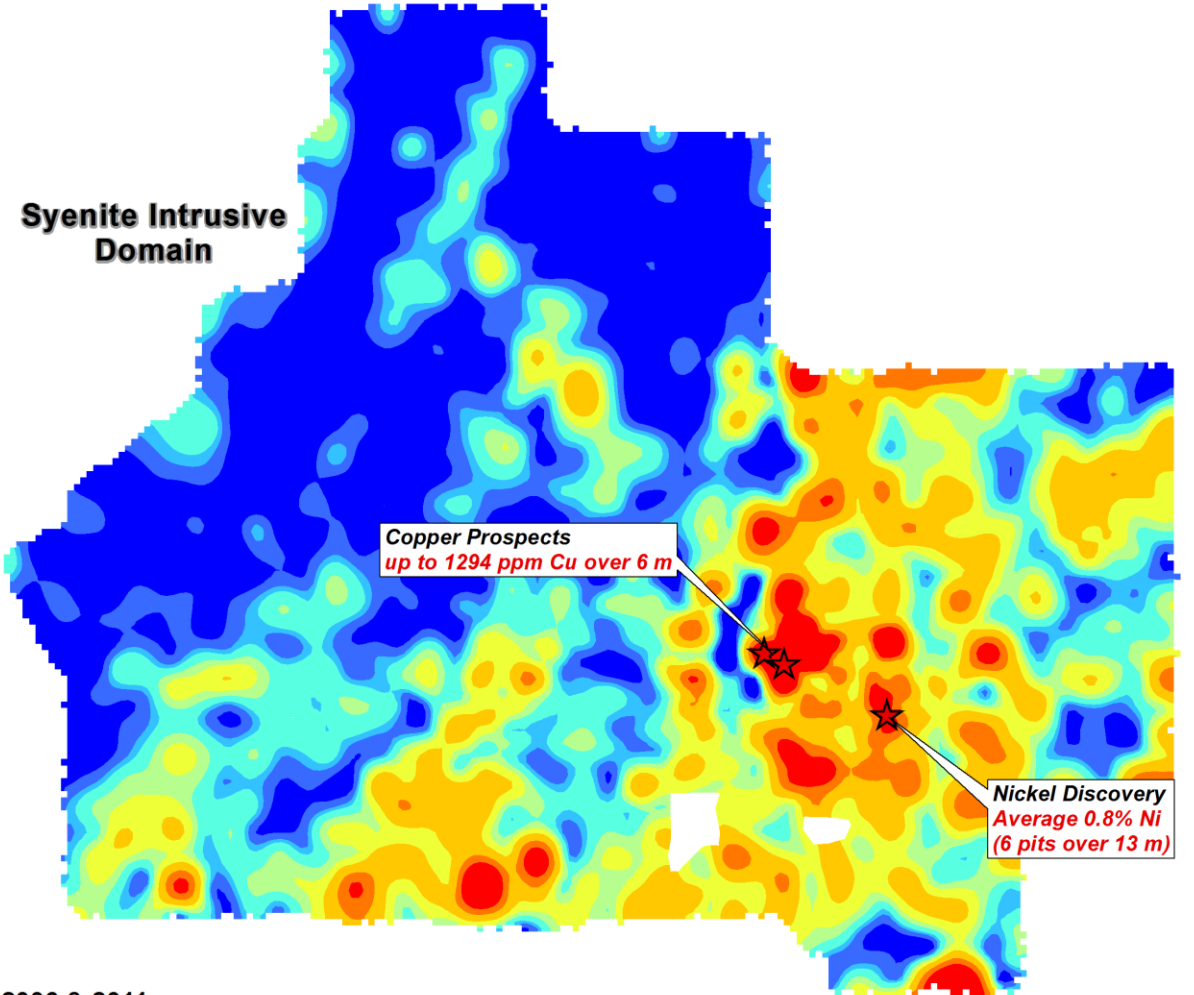 Syenite Intrusive
Domain
Copper Prospects
up to 1294 ppm Cu over 6 m
Nickel Discovery
Average 0.8% Ni
(6 pits over 13 m)